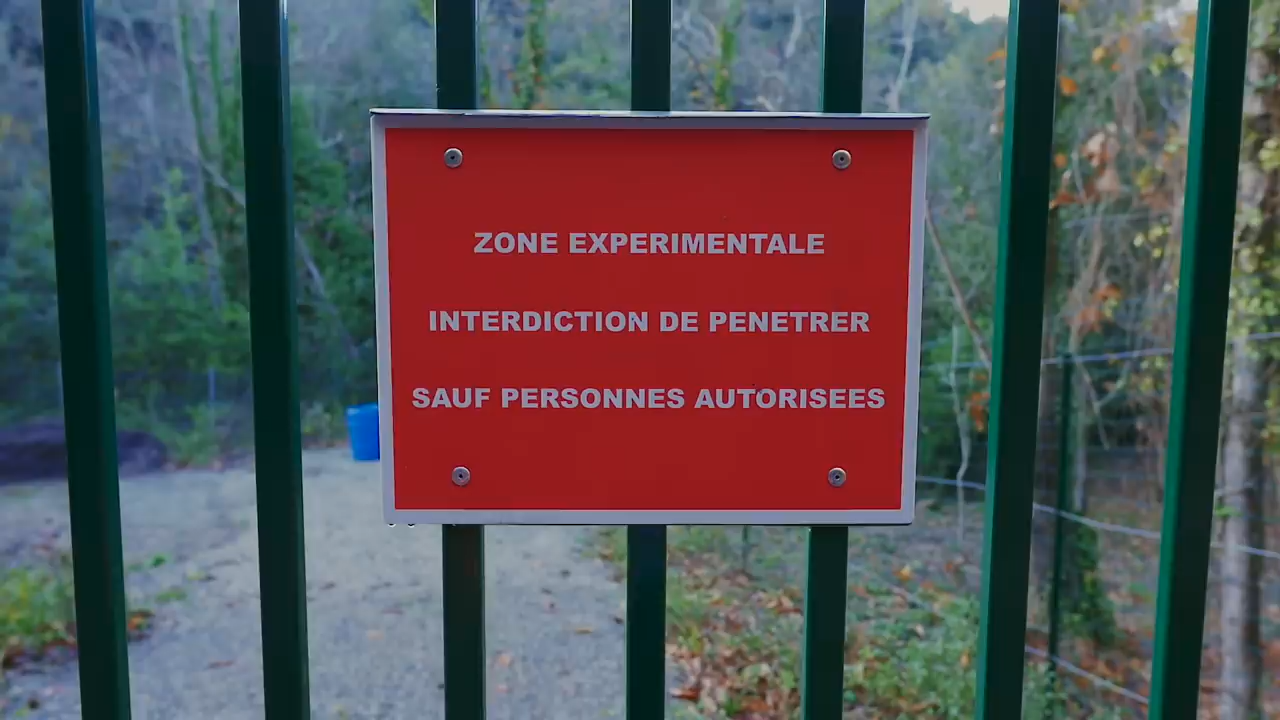 ZONE EXPERIMENTALE
INTERDICTION DE PENETRER
SAUF PERSONNES AUTORISEES